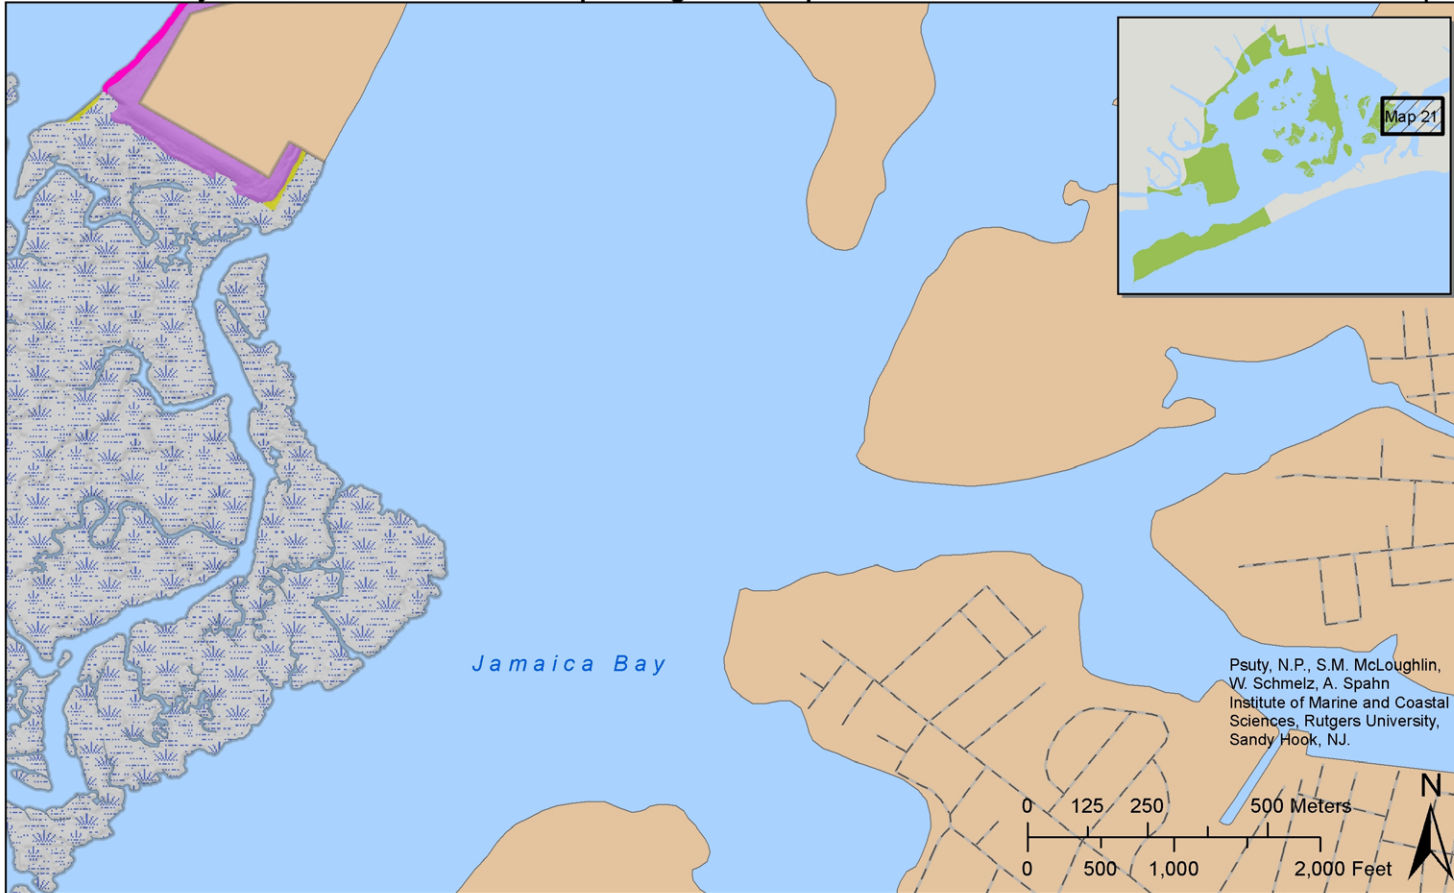 Map 21
Jamaica Bay
Psuty, N.P., S.M. McLoughlin,
W. Schmelz, A. Spahn
Institute of Marine and Coastal
Sciences, Rutgers University,
Sandy Hook, NJ.
N
0 125 250 500 Meters
0 500 1,000 2,000 Feet